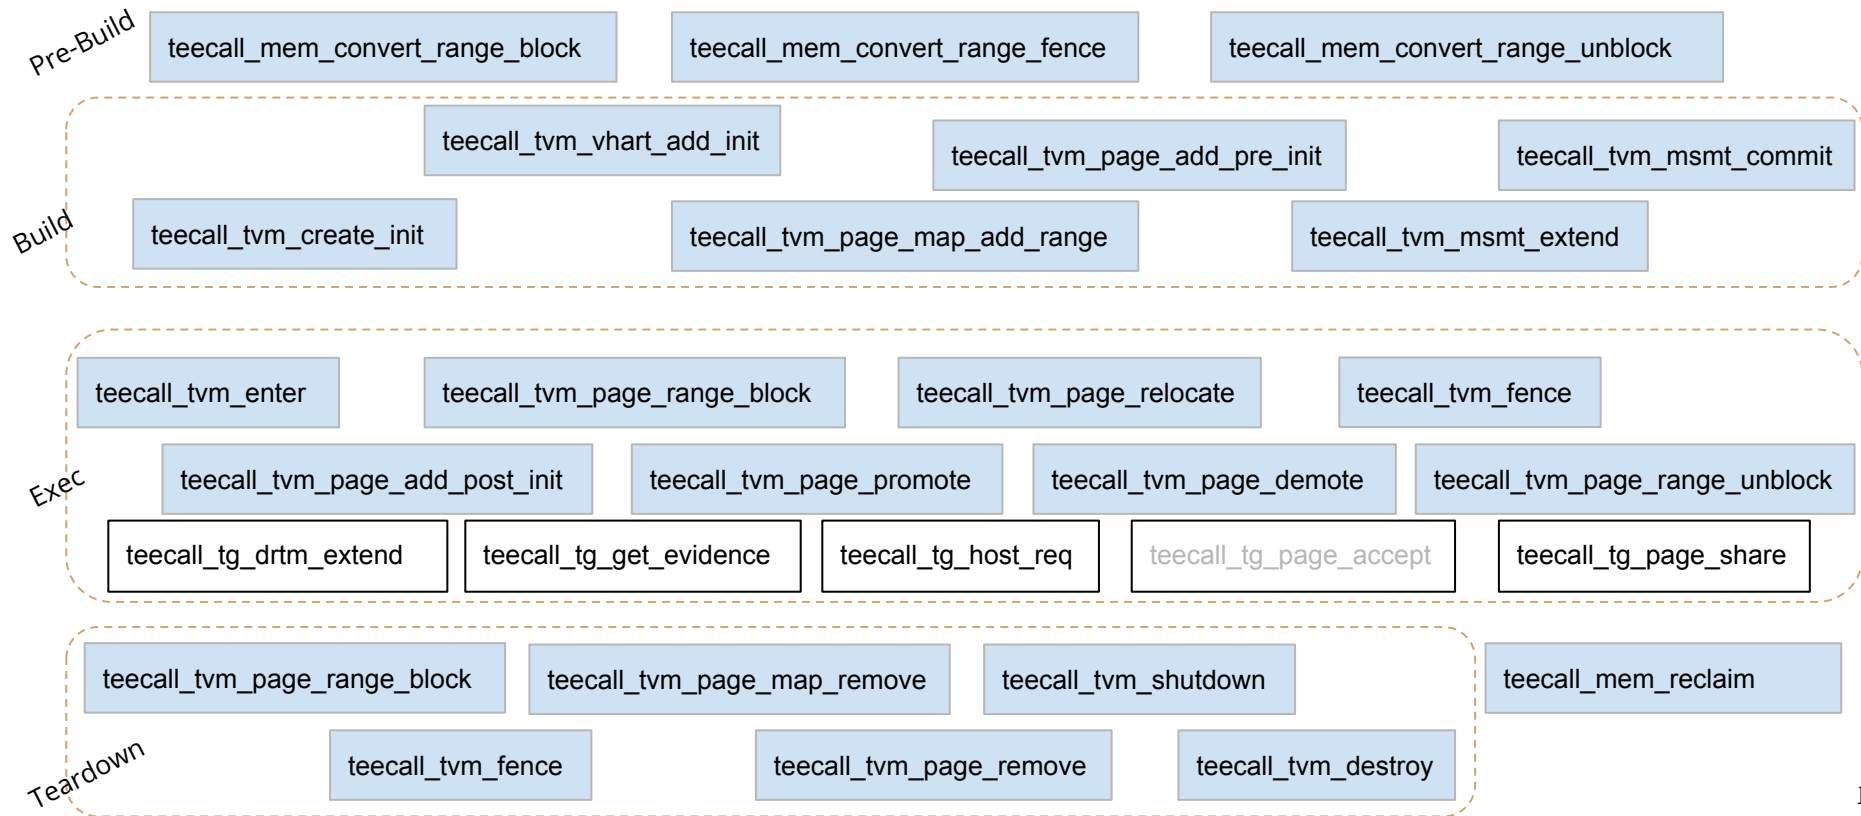 Pre-Build
teecall_mem_convert_range_block
teecall_mem_convert_range_fence
teecall_mem_convert_range_unblock
Build
teecall_tvm_vhart_add_init
teecall_tvm_page_add_pre_init
teecall_tvm_msmt_commit
teecall_tvm_create_init
teecall_tvm_page_map_add_range
teecall_tvm_msmt_extend
Exec
teecall_tvm_enter
teecall_tvm_page_range_block
teecall_tvm_page_relocate
teecall_tvm_fence
teecall_tvm_page_add_post_init
teecall_tvm_page_promote
teecall_tvm_page_demote
teecall_tvm_page_range_unblock
teecall_tg_drtm_extend
teecall_tg_get_evidence
teecall_tg_host_req
teecall_tg_page_accept
teecall_tg_page_share
Teardown
teecall_tvm_page_range_block
teecall_tvm_page_map_remove
teecall_tvm_shutdown
teecall_mem_reclaim
teecall_tvm_fence
teecall_tvm_page_remove
teecall_tvm_destroy